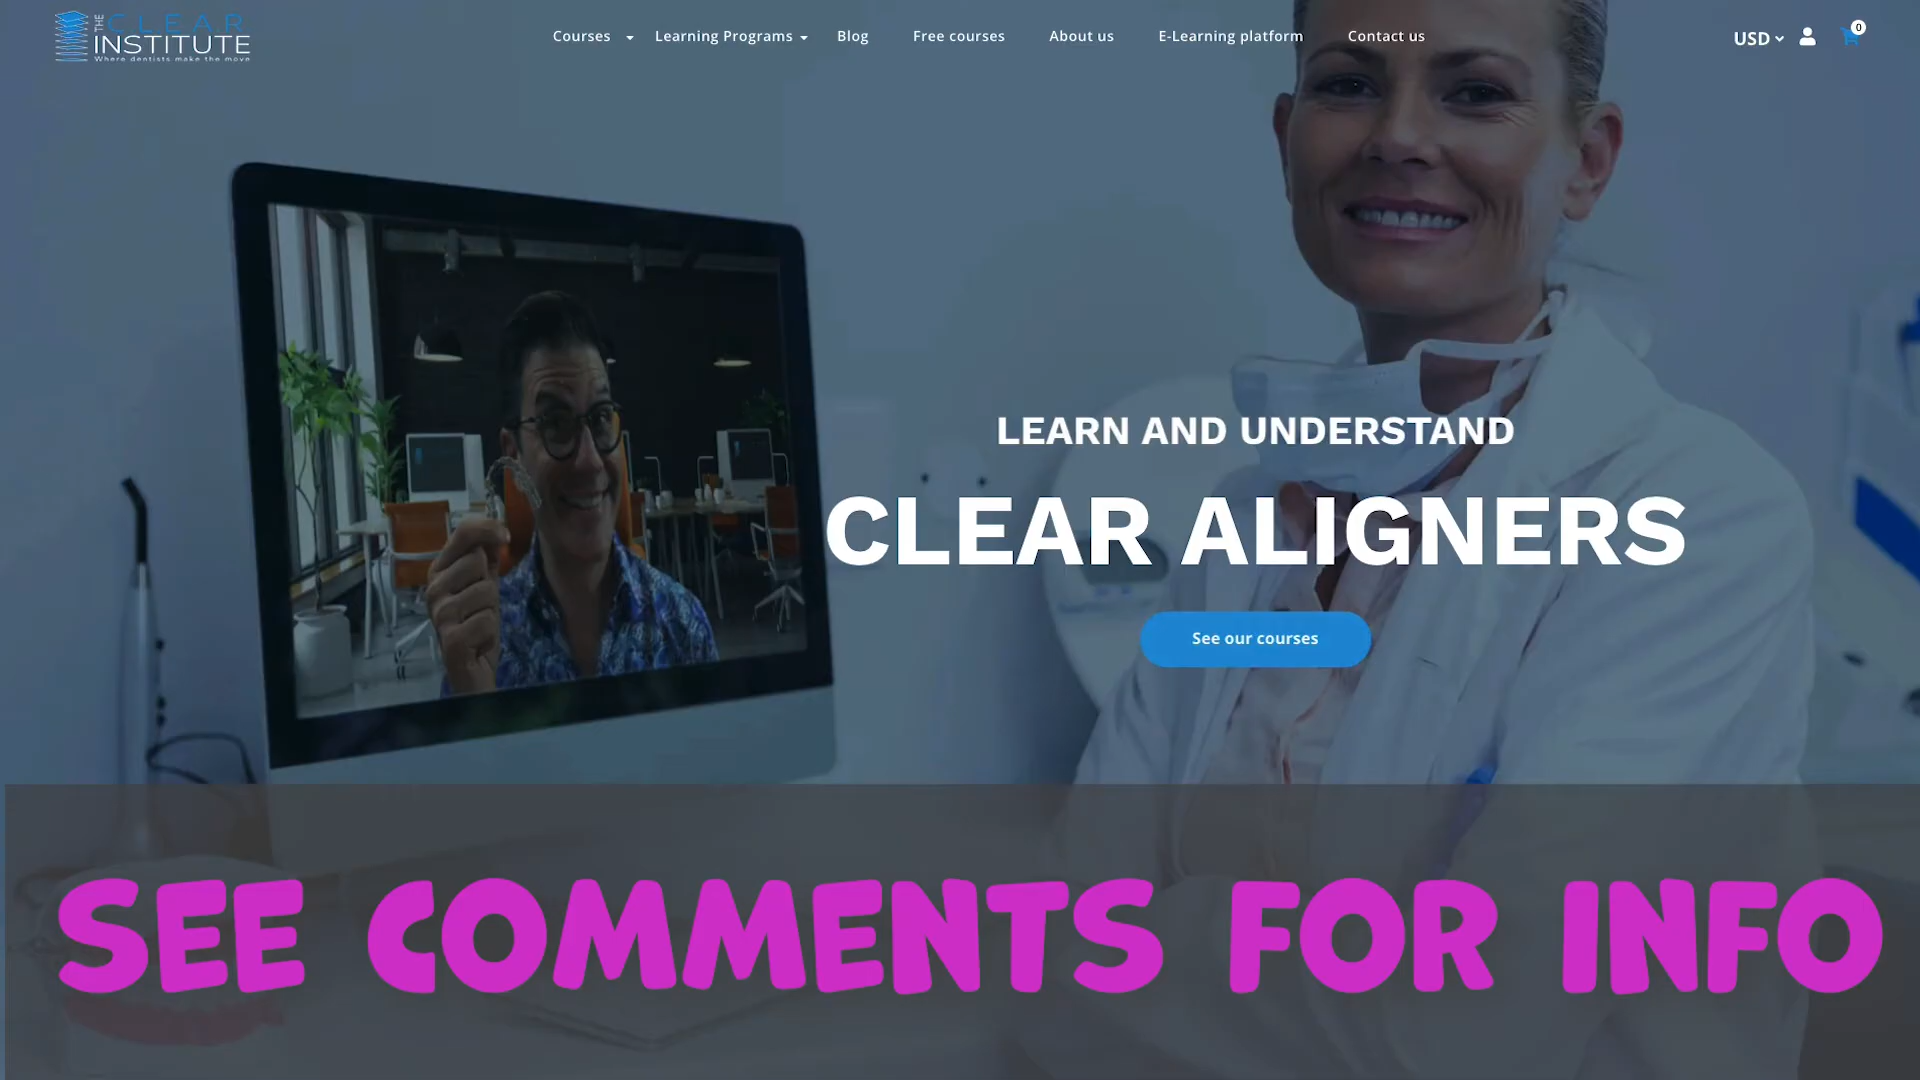 THE CLEAR
INSTITUTE
Where dentists make the move
Courses Learning Programs Blog Free courses About us E-Learning platform Contact us
USD
0
LEARN AND UNDERSTAND
CLEAR ALIGNERS
See our courses
SEE COMMENTS FOR INFO